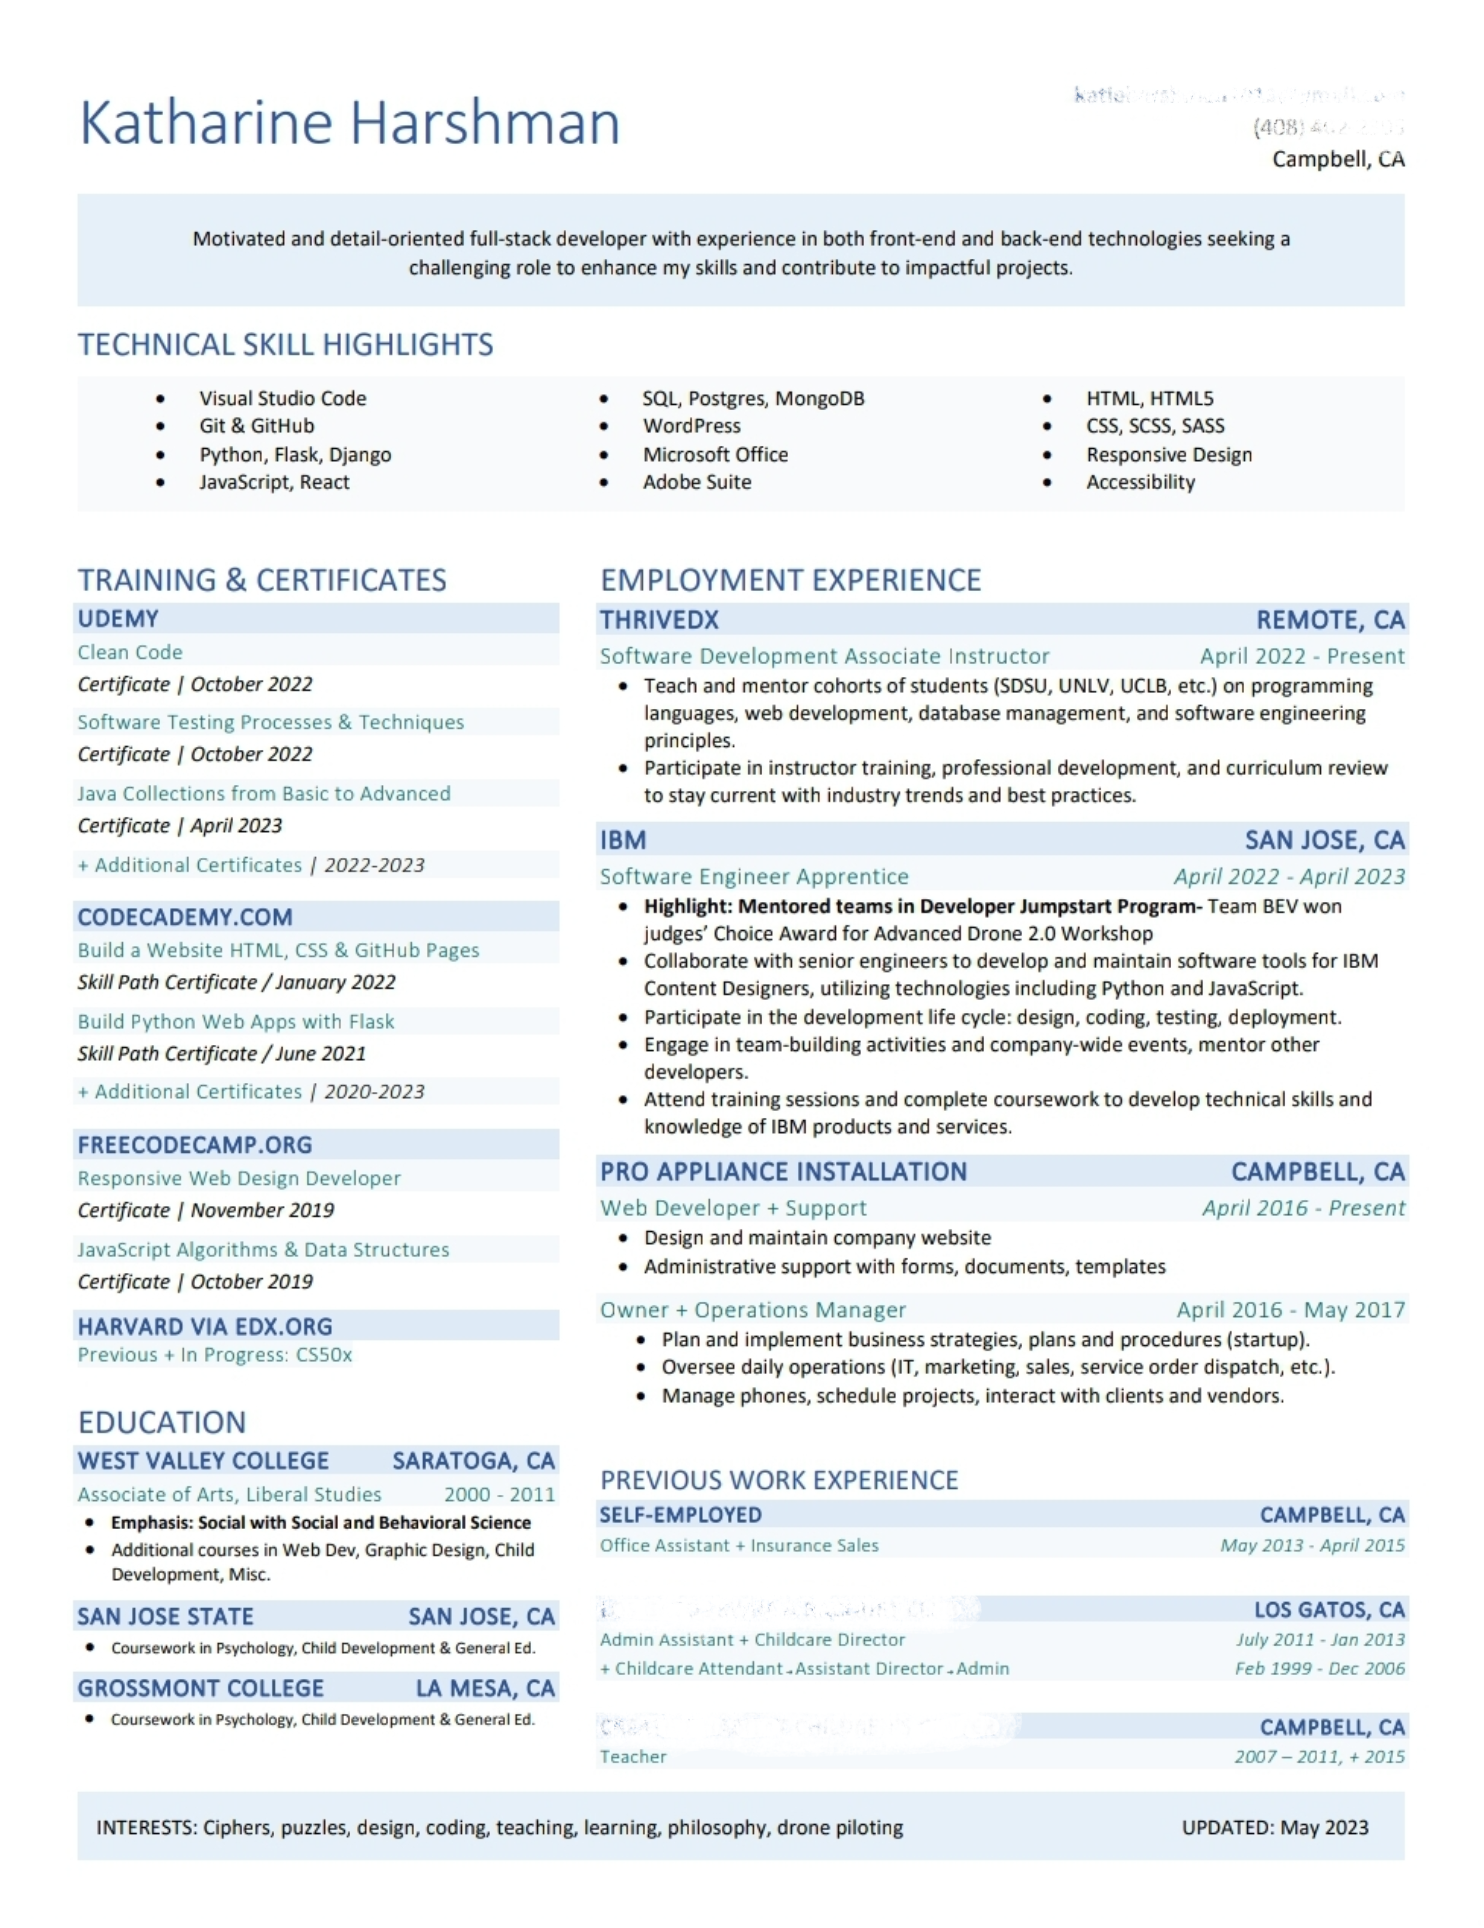 Katharine Harshman
(408)
Campbell, CA
Motivated and detail-oriented full-stack developer with experience in both front-end and back-end technologies seeking a
challenging role to enhance my skills and contribute to impactful projects.
TECHNICAL SKILL HIGHLIGHTS
• Visual Studio Code
• Git & GitHub
• Python, Flask, Django
• JavaScript, React
• SQL, Postgres, MongoDB
• WordPress
• Microsoft Office
• Adobe Suite
• HTML, HTML5
• CSS, SCSS, SASS
• Responsive Design
• Accessibility
TRAINING & CERTIFICATES
UDEMY
Clean Code
Certificate | October 2022
Software Testing Processes & Techniques
Certificate | October 2022
Java Collections from Basic to Advanced
Certificate | April 2023
+ Additional Certificates | 2022-2023
CODECADEMY.COM
Build a Website HTML, CSS & GitHub Pages
Skill Path Certificate / January 2022
Build Python Web Apps with Flask
Skill Path Certificate / June 2021
+ Additional Certificates | 2020-2023
FREECODECAMP.ORG
Responsive Web Design Developer
Certificate | November 2019
JavaScript Algorithms & Data Structures
Certificate | October 2019
HARVARD VIA EDX.ORG
Previous + In Progress: CS50x
EDUCATION
WEST VALLEY COLLEGE SARATOGA, CA
Associate of Arts, Liberal Studies 2000 - 2011
• Emphasis: Social with Social and Behavioral Science
• Additional courses in Web Dev, Graphic Design, Child
Development, Misc.
SAN JOSE STATE SAN JOSE, CA
• Coursework in Psychology, Child Development & General Ed.
GROSSMONT COLLEGE LA MESA, CA
• Coursework in Psychology, Child Development & General Ed.
EMPLOYMENT EXPERIENCE
THRIVEDX REMOTE, CA
Software Development Associate Instructor April 2022 - Present
• Teach and mentor cohorts of students (SDSU, UNLV, UCLB, etc.) on programming
languages, web development, database management, and software engineering
principles.
• Participate in instructor training, professional development, and curriculum review
to stay current with industry trends and best practices.
IBM SAN JOSE, CA
Software Engineer Apprentice April 2022 - April 2023
• Highlight: Mentored teams in Developer Jumpstart Program- Team BEV won
judges’ Choice Award for Advanced Drone 2.0 Workshop
• Collaborate with senior engineers to develop and maintain software tools for IBM
Content Designers, utilizing technologies including Python and JavaScript.
• Participate in the development life cycle: design, coding, testing, deployment.
• Engage in team-building activities and company-wide events, mentor other
developers.
• Attend training sessions and complete coursework to develop technical skills and
knowledge of IBM products and services.
PRO APPLIANCE INSTALLATION CAMPBELL, CA
Web Developer + Support April 2016 - Present
• Design and maintain company website
• Administrative support with forms, documents, templates
Owner + Operations Manager April 2016 - May 2017
• Plan and implement business strategies, plans and procedures (startup).
• Oversee daily operations (IT, marketing, sales, service order dispatch, etc.).
• Manage phones, schedule projects, interact with clients and vendors.
PREVIOUS WORK EXPERIENCE
SELF-EMPLOYED CAMPBELL, CA
Office Assistant + Insurance Sales May 2013 - April 2015
LOS GATOS, CA
Admin Assistant + Childcare Director July 2011 - Jan 2013
+ Childcare Attendant - Assistant Director - Admin Feb 1999 - Dec 2006
CAMPBELL, CA
Teacher 2007 – 2011, + 2015
INTERESTS: Ciphers, puzzles, design, coding, teaching, learning, philosophy, drone piloting UPDATED: May 2023